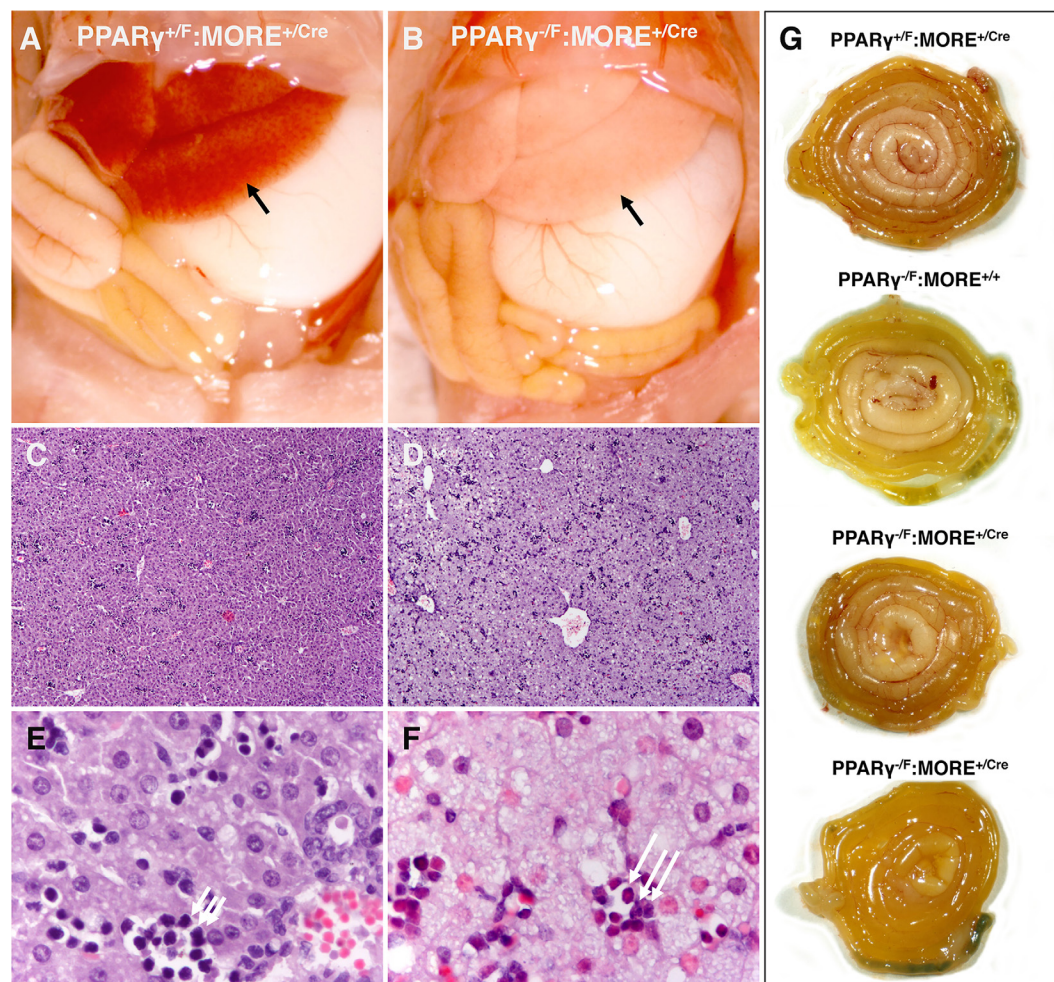 A PPARγ+/F:MORE+/Cre
B PPARγ-/F:MORE+/Cre
C
D
E
F
G PPARγ+/F:MORE+/Cre
PPARγ-/F:MORE+/+
PPARγ-/F:MORE+/Cre
PPARγ-/F:MORE+/Cre